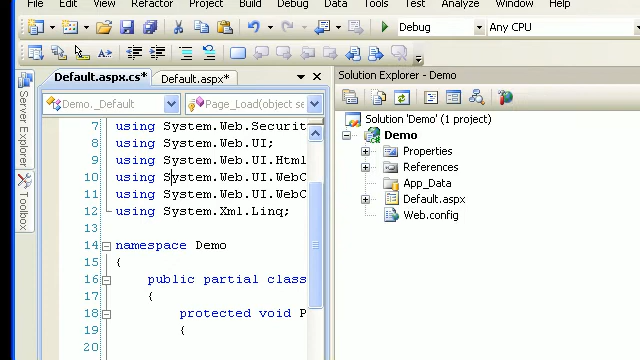 File Edit View Refactor Project Build Debug Data Tools Test Analyze Window
Debug Any CPU
Default.aspx.cs* Default.aspx*
Demo._Default Page_Load(object se
Server Explorer
Toolbox
7 using System.Web.Securit
8 using System.Web.UI;
9 using System.Web.UI.Html
10 using System.Web.UI.WebC
11 using System.Web.UI.WebC
12 using System.Xml.Linq;
13
14 namespace Demo
15 {
16 public partial class
17 {
18 protected void P
19 {
20
Solution Explorer - Demo
Solution 'Demo' (1 project)
Demo
Properties
References
App_Data
Default.aspx
Web.config